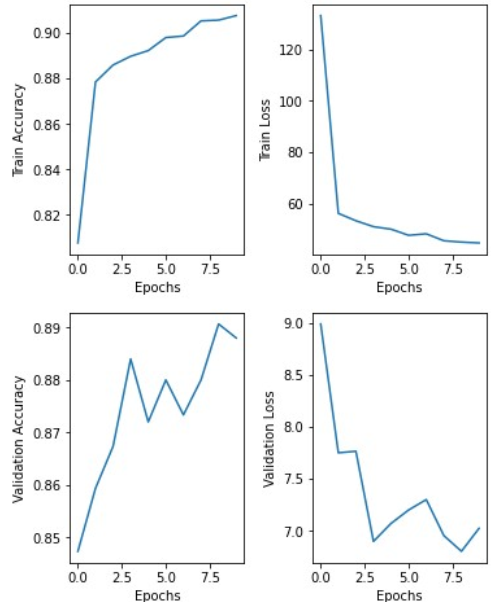 Train Accuracy
0.90
0.88
0.86
0.84
0.82
0.0 2.5 5.0 7.5
Epochs
Train Loss
120
100
80
60
0.0 2.5 5.0 7.5
Epochs
Validation Accuracy
0.89
0.88
0.87
0.86
0.85
0.0 2.5 5.0 7.5
Epochs
Validation Loss
9.0
8.5
8.0
7.5
7.0
0.0 2.5 5.0 7.5
Epochs